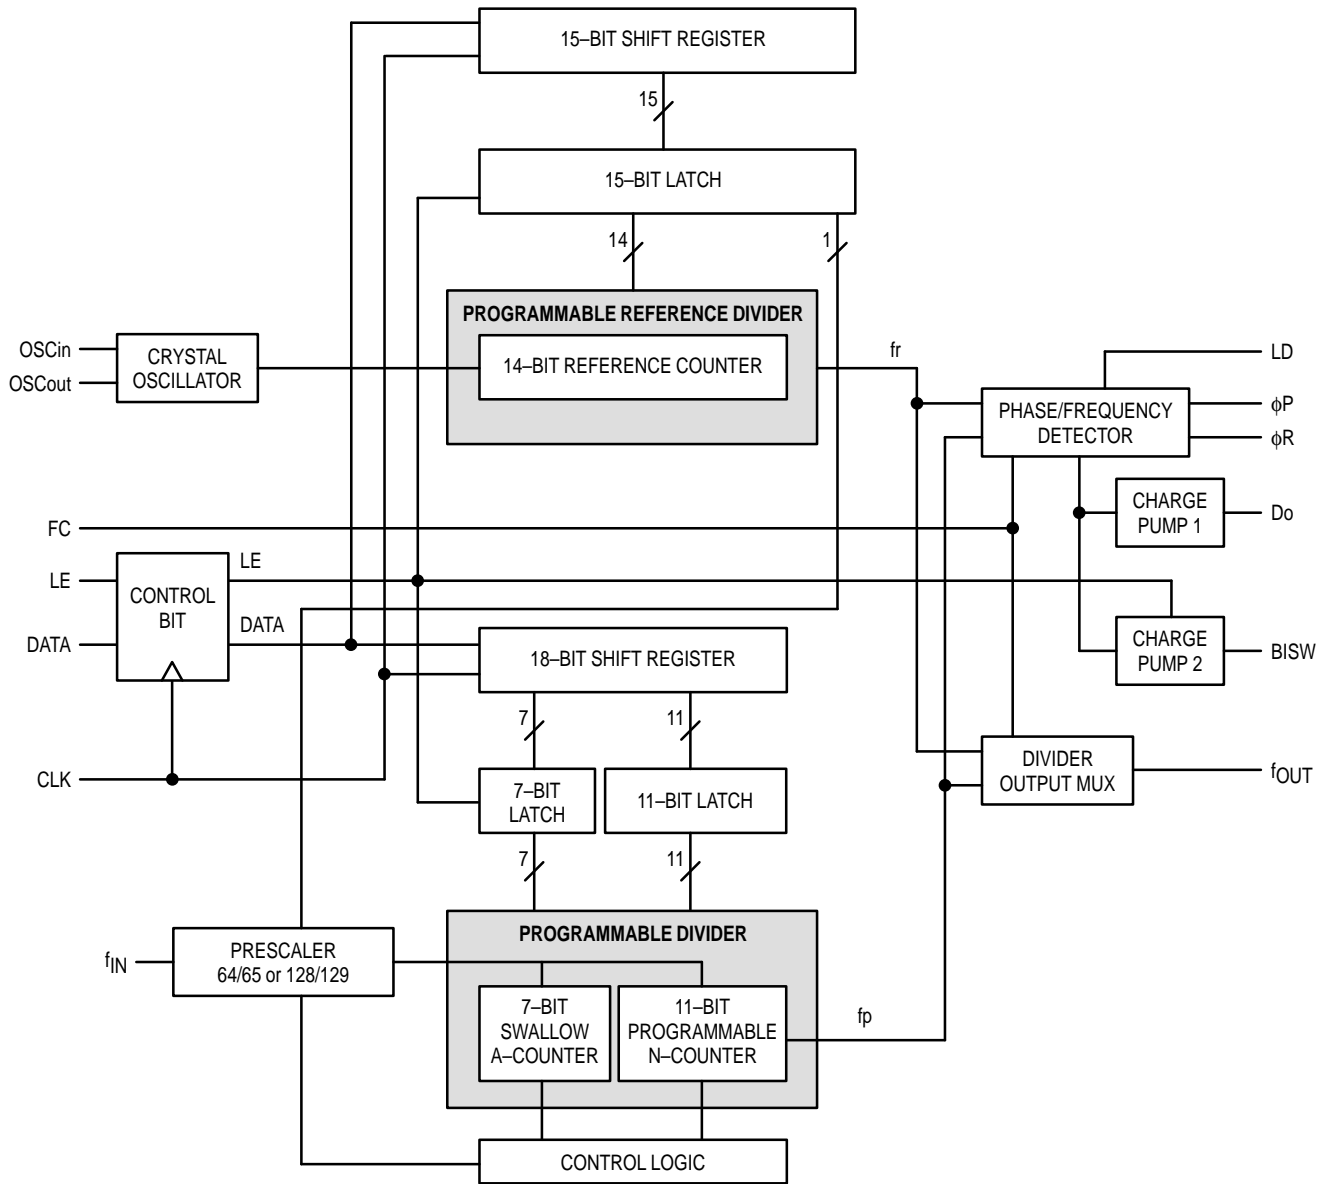 15–BIT SHIFT REGISTER
15
15–BIT LATCH
14
1
PROGRAMMABLE REFERENCE DIVIDER
14–BIT REFERENCE COUNTER
OSCin
OSCout
CRYSTAL
OSCILLATOR
fr
LD
PHASE/FREQUENCY
DETECTOR
ϕP
ϕR
CHARGE
PUMP 1
Do
FC
LE
DATA
CONTROL
BIT
LE
DATA
18–BIT SHIFT REGISTER
CHARGE
PUMP 2
BISW
7
11
CLK
7–BIT
LATCH
11–BIT LATCH
DIVIDER
OUTPUT MUX
fOUT
7
11
PROGRAMMABLE DIVIDER
fIN
PRESCALER
64/65 or 128/129
7–BIT
SWALLOW
A–COUNTER
11–BIT
PROGRAMMABLE
N–COUNTER
fp
CONTROL LOGIC